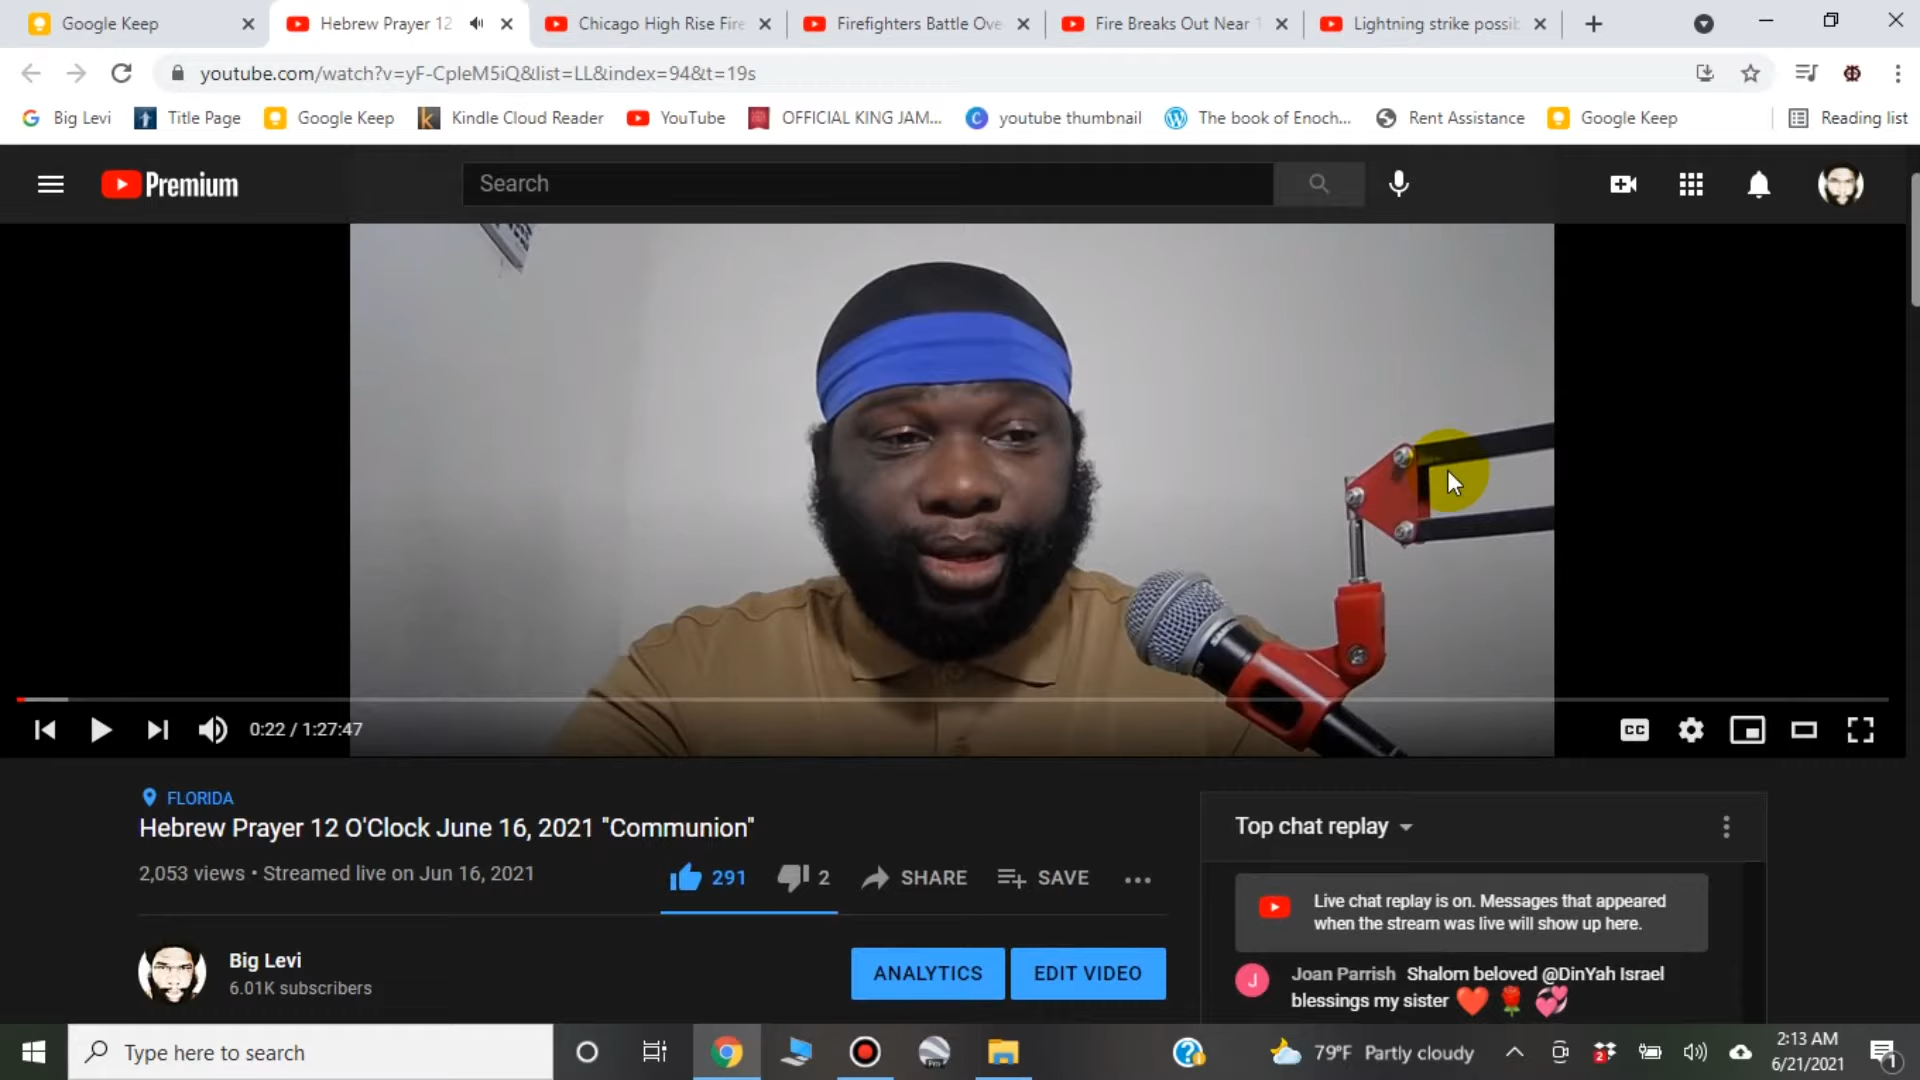 Google Keep
Hebrew Prayer 12
Chicago High Rise Fire
Firefighters Battle Ove
Fire Breaks Out Near 1
Lightning strike possib
youtube.com/watch?v=yF-CpleM5iQ&list=LL&index=94&t=19s
Big Levi
Title Page
Google Keep
Kindle Cloud Reader
YouTube
OFFICIAL KING JAM...
youtube thumbnail
The book of Enoch...
Rent Assistance
Google Keep
Reading list
Premium
Search
0:22 / 1:27:47
CC
FLORIDA
Hebrew Prayer 12 O'Clock June 16, 2021 "Communion"
2,053 views • Streamed live on Jun 16, 2021
291
2
SHARE
SAVE
Big Levi
6.01K subscribers
ANALYTICS
EDIT VIDEO
Top chat replay
Live chat replay is on. Messages that appeared
when the stream was live will show up here.
J
Joan Parrish Shalom beloved @DinYah Israel
blessings my sister
Type here to search
79°F Partly cloudy
2
2:13 AM
6/21/2021
1